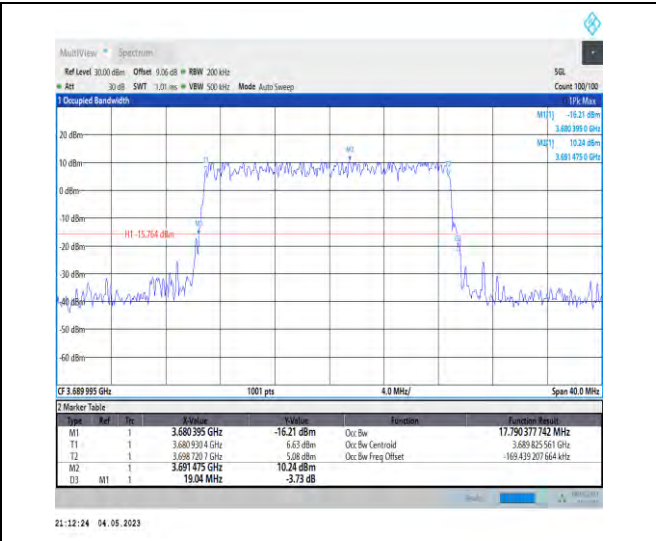 MultiView Spectrum
Ref Level 30.00 dBm Offset 9.06 dB RBW 200 kHz SGL
Att 30 dB SWT 1.01 ms VBW 500 kHz Mode Auto Sweep Count 100/100
1 Occupied Bandwidth 1Pk Max
M1[1] -16.21 dBm
3.680 395 0 GHz
M2[1] 10.24 dBm
3.691 475 0 GHz
20 dBm
M2
10 dBm
0 dBm
-10 dBm
H1 -15.764 dBm
-20 dBm
-30 dBm
-40 dBm
-50 dBm
-60 dBm
CF 3.689 995 GHz 1001 pts 4.0 MHz/ Span 40.0 MHz
2 Marker Table
Type Ref Trc X-Value Y-Value Function Function Result
M1 1 3.680 395 GHz -16.21 dBm Occ Bw 17.790 377 742 MHz
T1 1 3.680 930 4 GHz 6.63 dBm Occ Bw Centroid 3.689 825 561 GHz
T2 1 3.698 720 7 GHz 5.08 dBm Occ Bw Freq Offset -169.439 207 664 kHz
M2 1 3.691 475 GHz 10.24 dBm
D3 M1 1 19.04 MHz -3.73 dB
21:12:24 04.05.2023